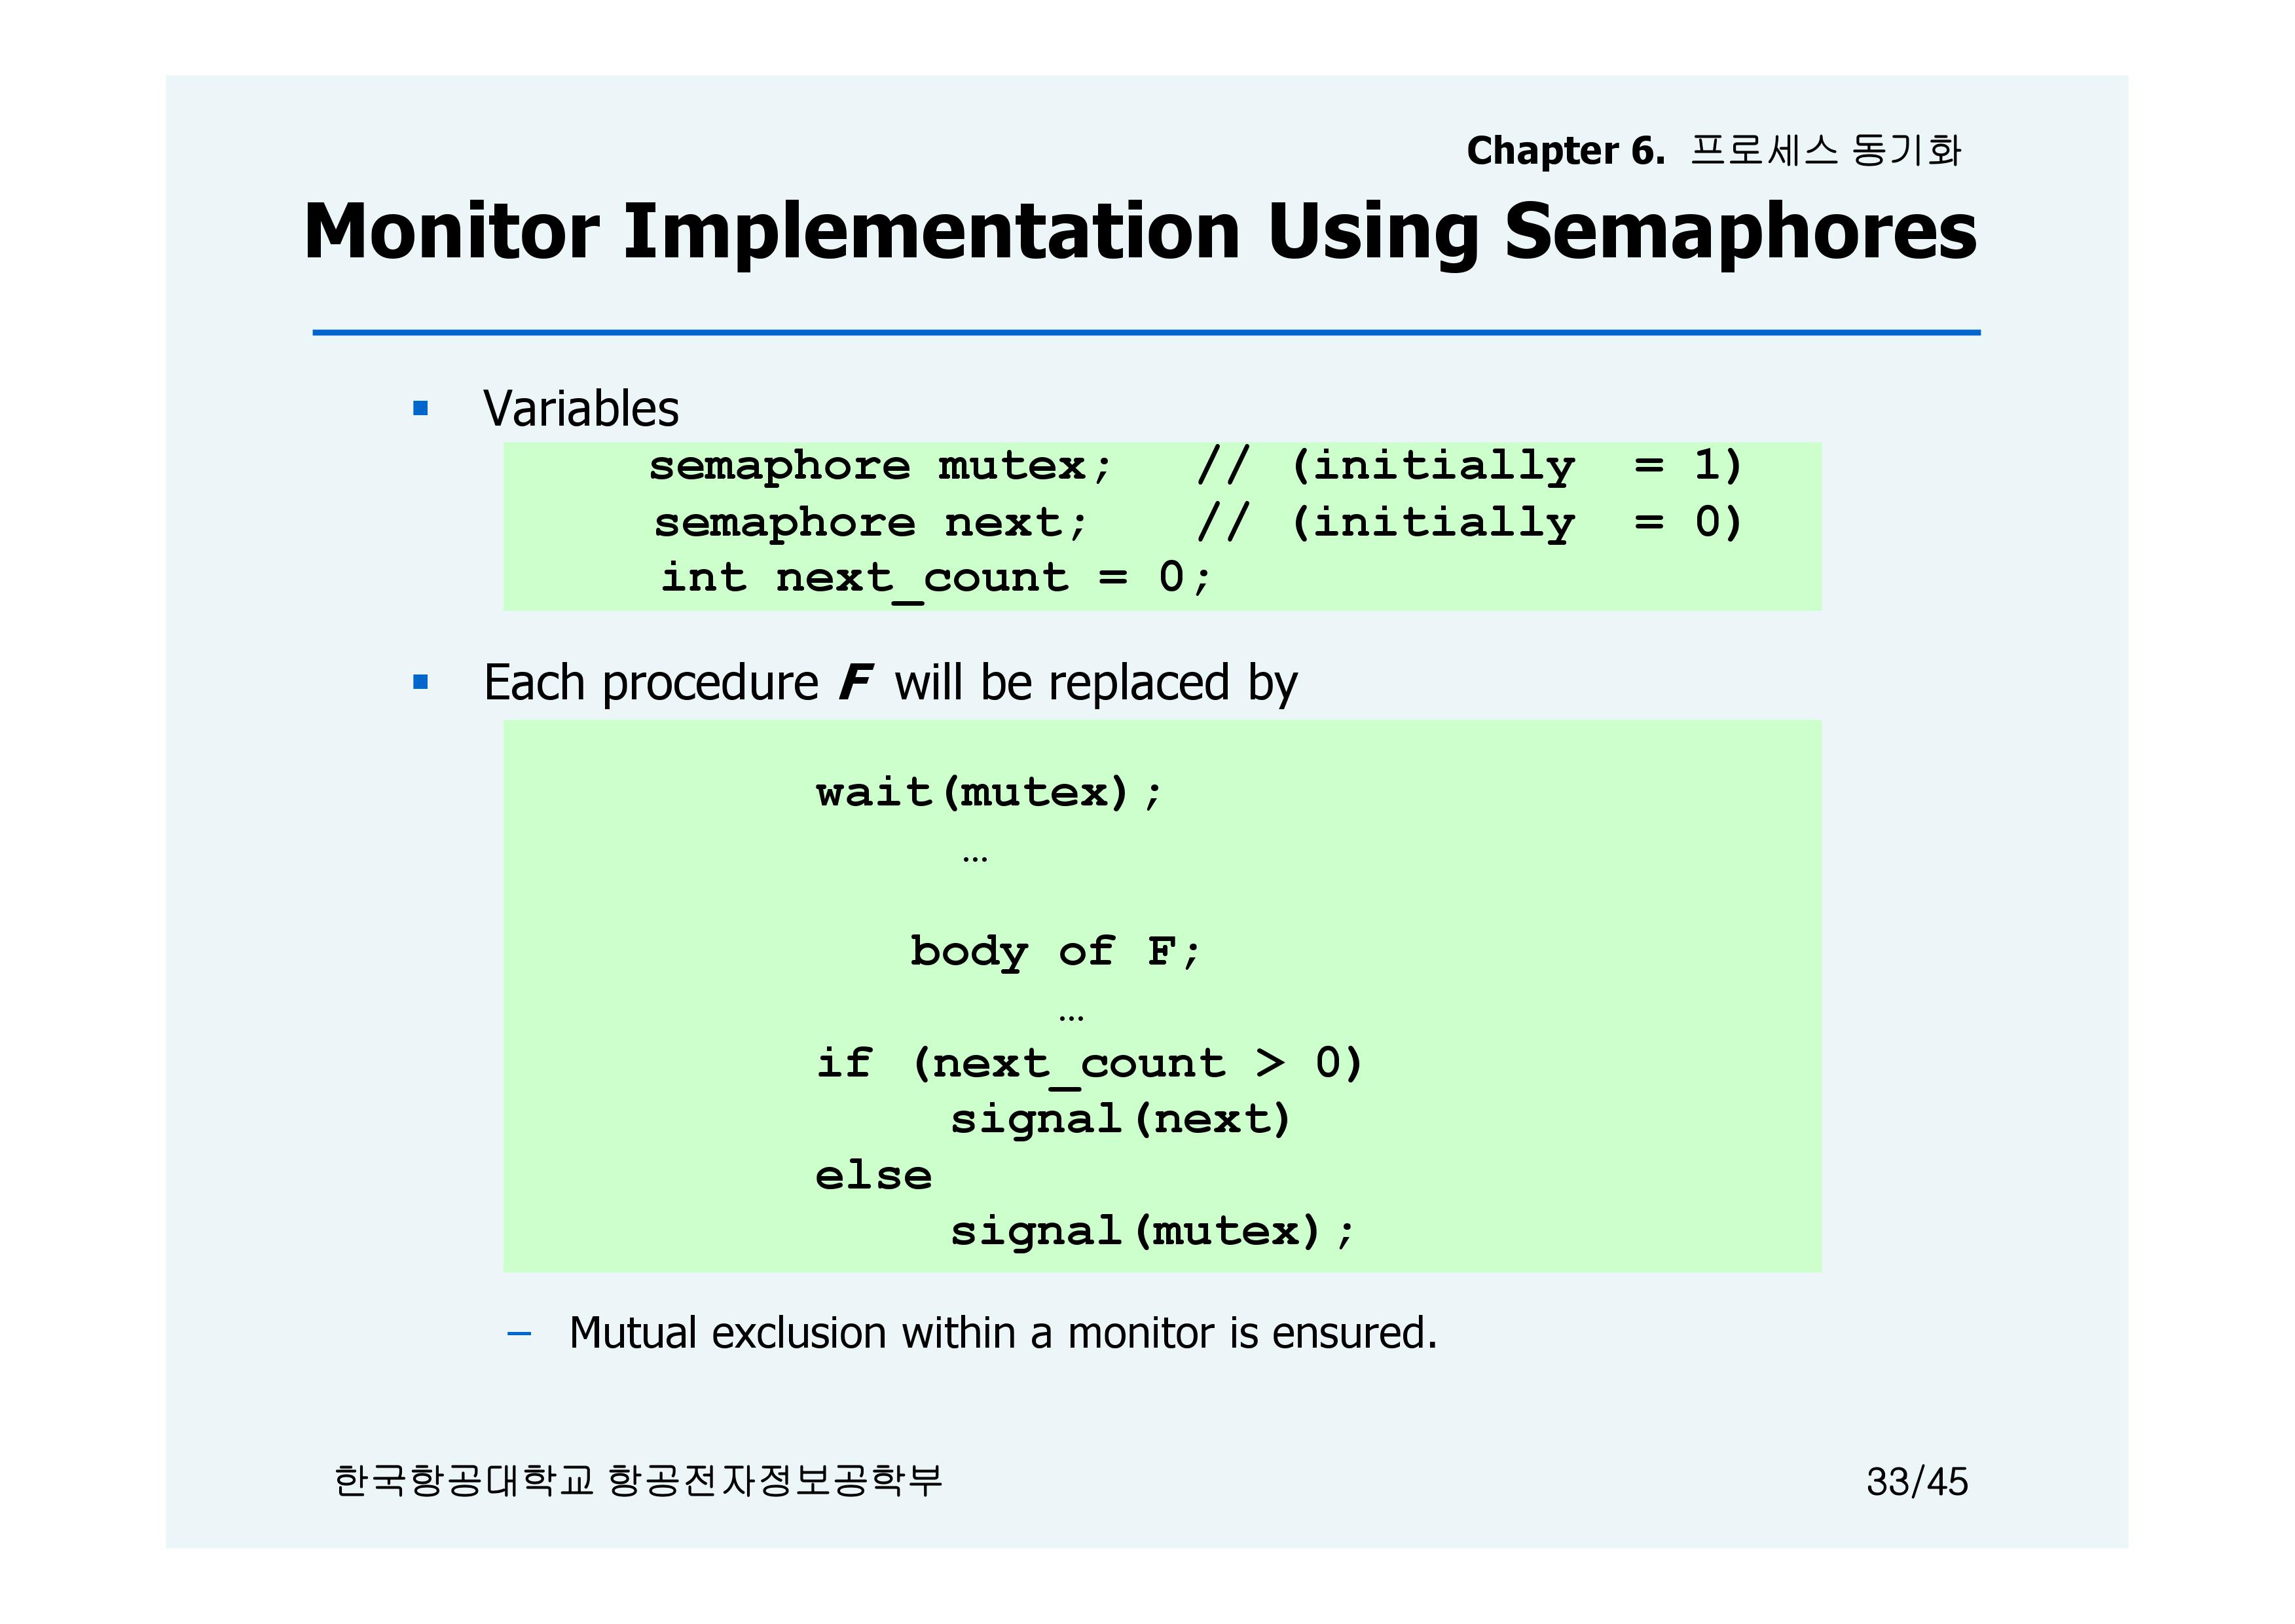 Chapter 6. 프로세스 동기화
Monitor Implementation Using Semaphores
Variables
semaphore mutex; // (initially = 1)
semaphore next; // (initially = 0)
int next_count = 0;
Each procedure F will be replaced by
wait(mutex);
…
body of F;
…
if (next_count > 0)
signal(next)
else
signal(mutex);
– Mutual exclusion within a monitor is ensured.
한국항공대학교 항공전자정보공학부
33/45